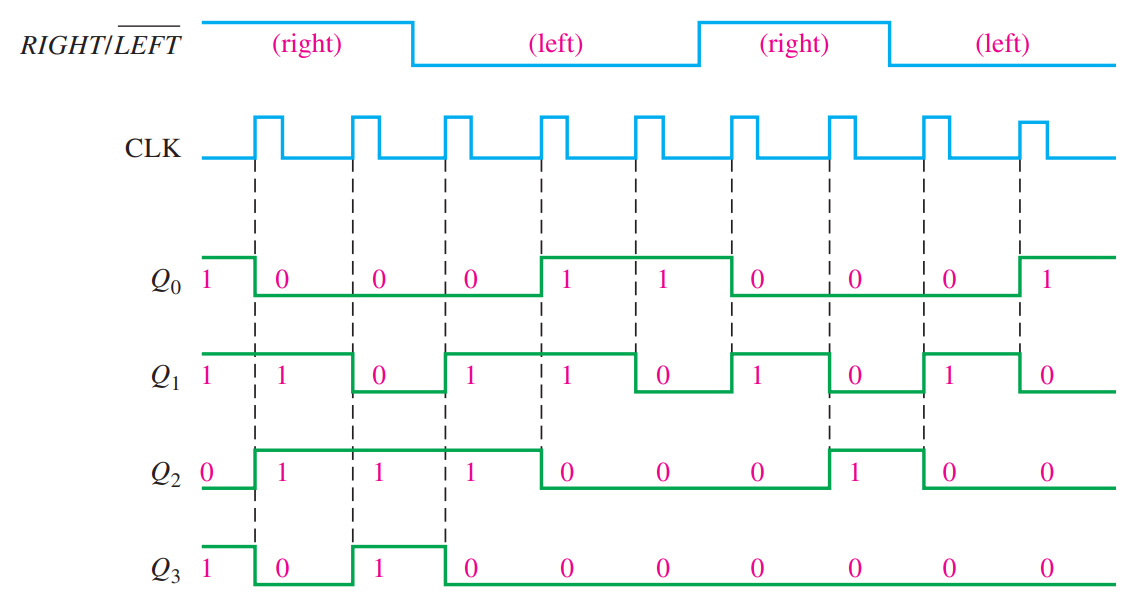 RIGHT/LEFT (right) (left) (right) (left)
CLK
Q0 1 0 0 0 1 1 0 0 0 1
Q1 1 1 0 1 1 0 1 0 1 0
Q2 0 1 1 1 0 0 0 1 0 0
Q3 1 0 1 0 0 0 0 0 0 0